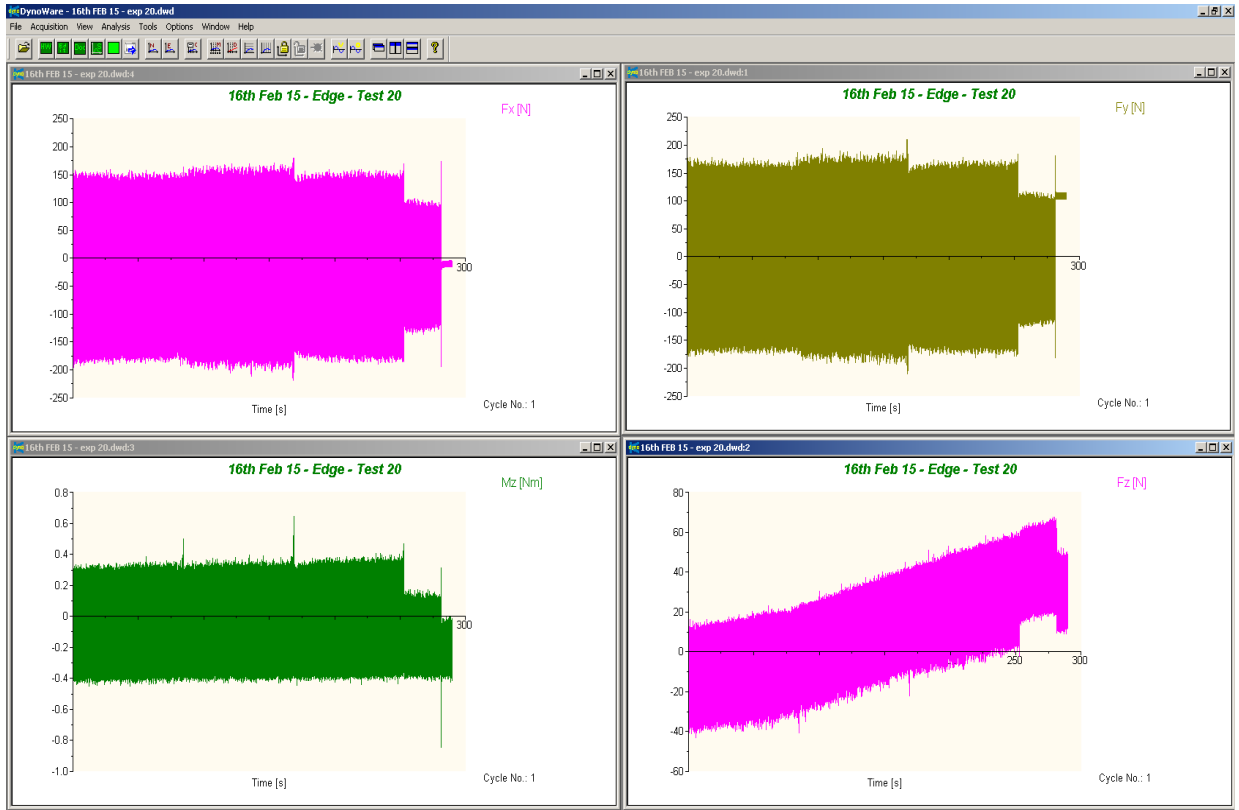 DynoWare - 16th FEB 15 - exp 20.dwd
File Acquisition View Analysis Tools Options Window Help
16th FEB 15 - exp 20.dwd:4
16th Feb 15 - Edge - Test 20
Fx [N]
250
200
150
100
50
0
-50
-100
-150
-200
-250
300
Time [s]
Cycle No.: 1
16th FEB 15 - exp 20.dwd:1
16th Feb 15 - Edge - Test 20
Fy [N]
250
200
150
100
50
0
-50
-100
-150
-200
-250
300
Time [s]
Cycle No.: 1
16th FEB 15 - exp 20.dwd:3
16th Feb 15 - Edge - Test 20
Mz [Nm]
0.8
0.6
0.4
0.2
0
-0.2
-0.4
-0.6
-0.8
-1.0
300
Time [s]
Cycle No.: 1
16th FEB 15 - exp 20.dwd:2
16th Feb 15 - Edge - Test 20
Fz [N]
80
60
40
20
0
-20
-40
-60
250
300
Time [s]
Cycle No.: 1